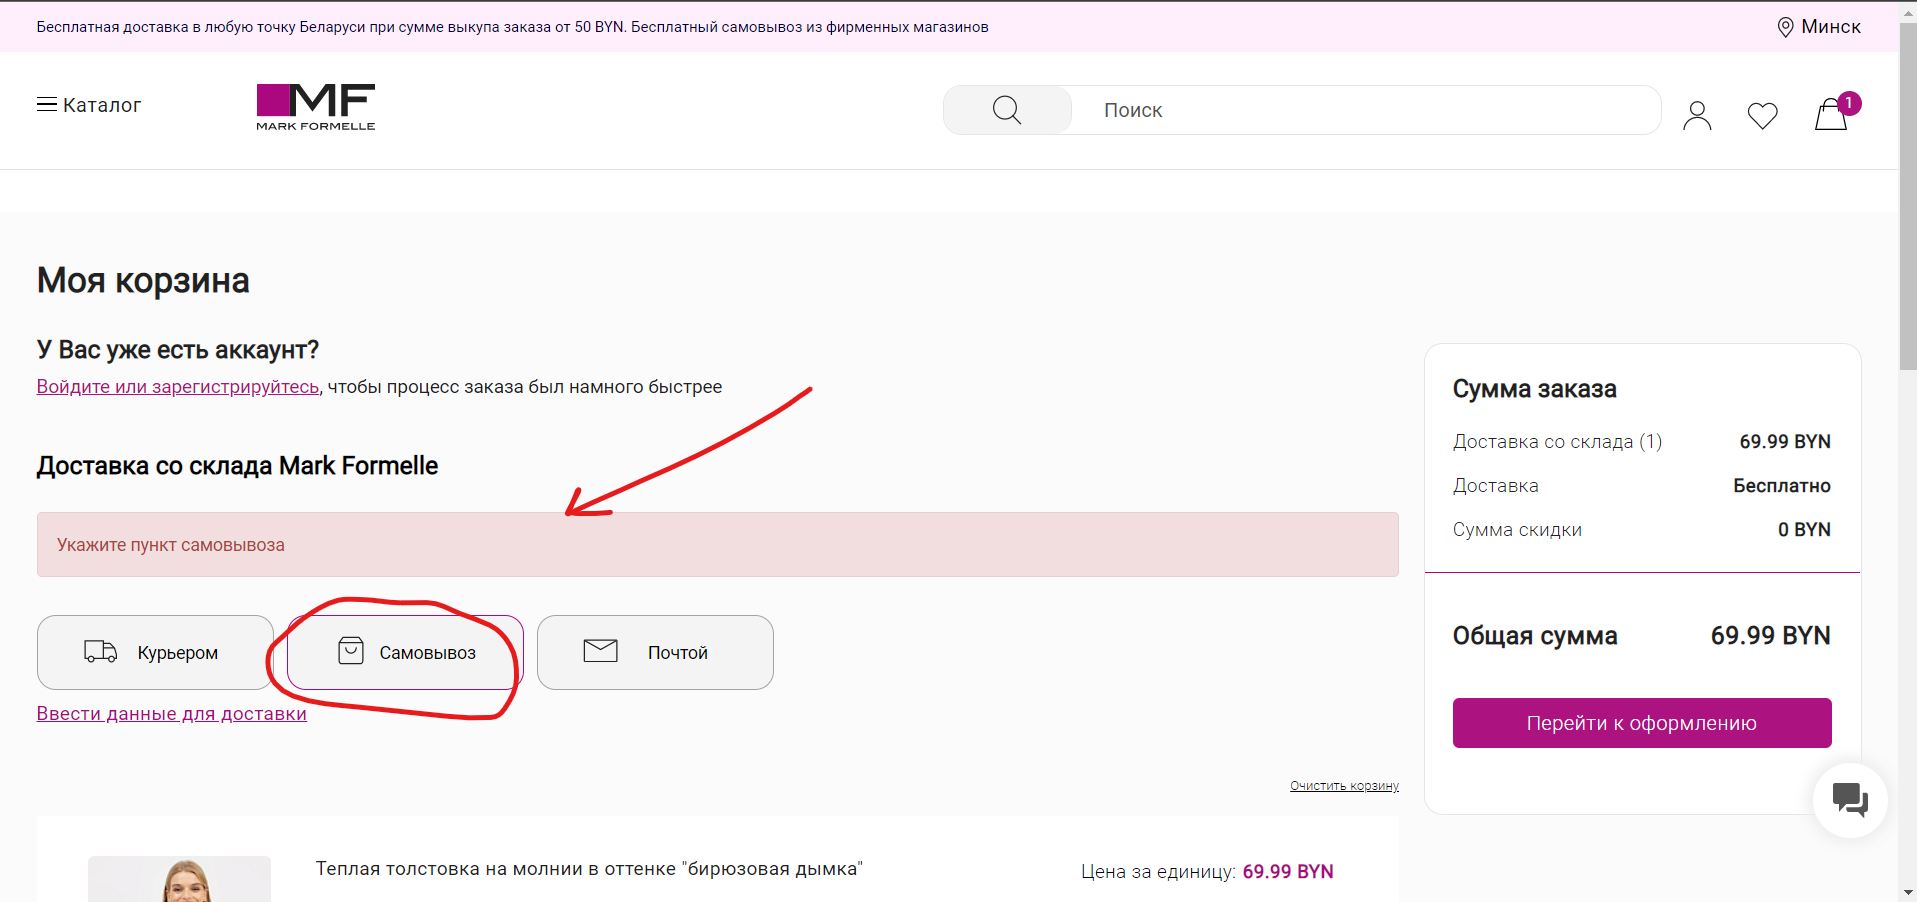 Бесплатная доставка в любую точку Беларуси при сумме выкупа заказа от 50 BYN. Бесплатный самовывоз из фирменных магазинов
Минск
Каталог
MF
MARK FORMELLE
Поиск
1
Моя корзина
У Вас уже есть аккаунт?
Войдите или зарегистрируйтесь, чтобы процесс заказа был намного быстрее
Доставка со склада Mark Formelle
Укажите пункт самовывоза
Курьером
Самовывоз
Почтой
Ввести данные для доставки
Очистить корзину
Теплая толстовка на молнии в оттенке "бирюзовая дымка"
Цена за единицу: 69.99 BYN
Сумма заказа
Доставка со склада (1) 69.99 BYN
Доставка Бесплатно
Сумма скидки 0 BYN
Общая сумма 69.99 BYN
Перейти к оформлению